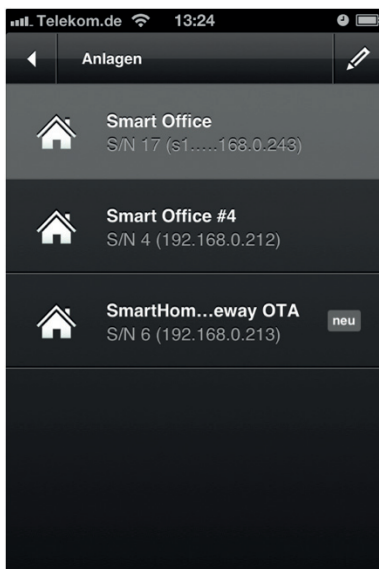 Telekom.de 13:24
Anlagen
Smart Office
S/N 17 (s1.....168.0.243)
Smart Office #4
S/N 4 (192.168.0.212)
SmartHom...eway OTA
S/N 6 (192.168.0.213)
neu